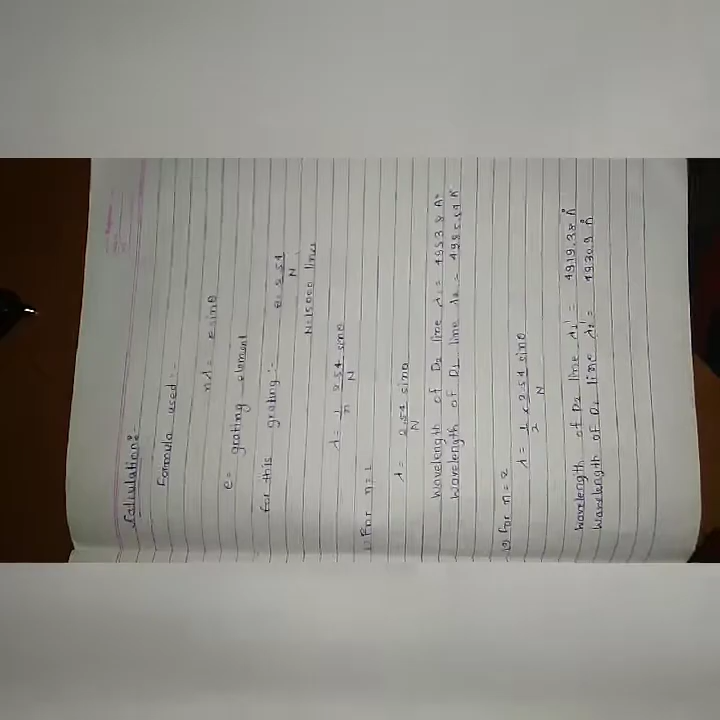 Calculation:-
Formula used :-
nλ = e sinθ
e = grating element
for this grating :- e = 2.54
N
N = 15000 lines
λ = 1 2.54 sinθ
n N
for n = 1
λ = 2.54 sinθ
N
Wavelength of D2 line λ1 = 4953.8 A°
Wavelength of D1 line λ2 = 4985.59 A°
(2) for n = 2
λ = 1 × 2.54 sinθ
2 N
Wavelength of D2 line λ1' = 4919.38 Å
Wavelength of D1 line λ2' = 4930.9 Å